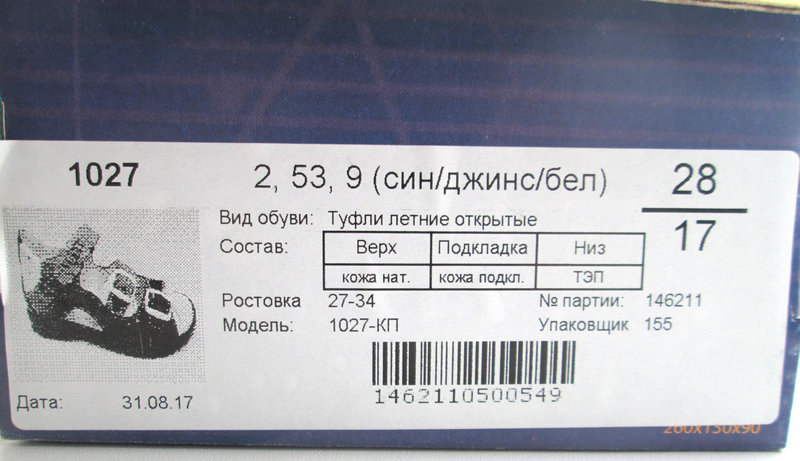 1027 2, 53, 9 (син/джинс/бел) 28
17
Вид обуви: Туфли летние открытые
Состав: Верх Подкладка Низ
кожа нат. кожа подкл. ТЭП
Ростовка 27-34 № партии: 146211
Модель: 1027-КП Упаковщик 155
1462110500549
Дата: 31.08.17
260x130x90